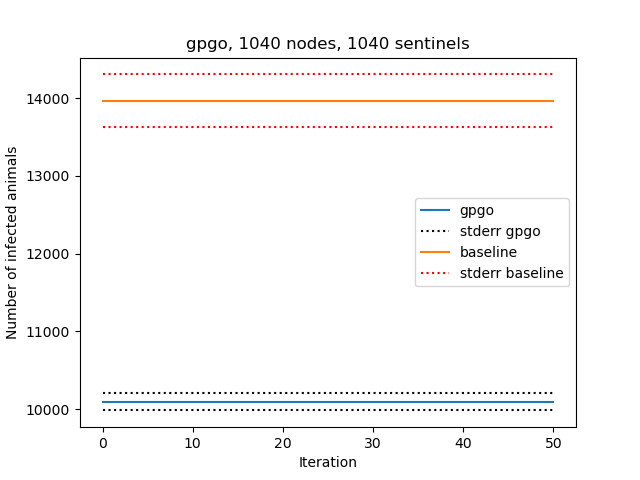 gpgo, 1040 nodes, 1040 sentinels
Number of infected animals
14000
13000
12000
11000
10000
gpgo
stderr gpgo
baseline
stderr baseline
0 10 20 30 40 50
Iteration